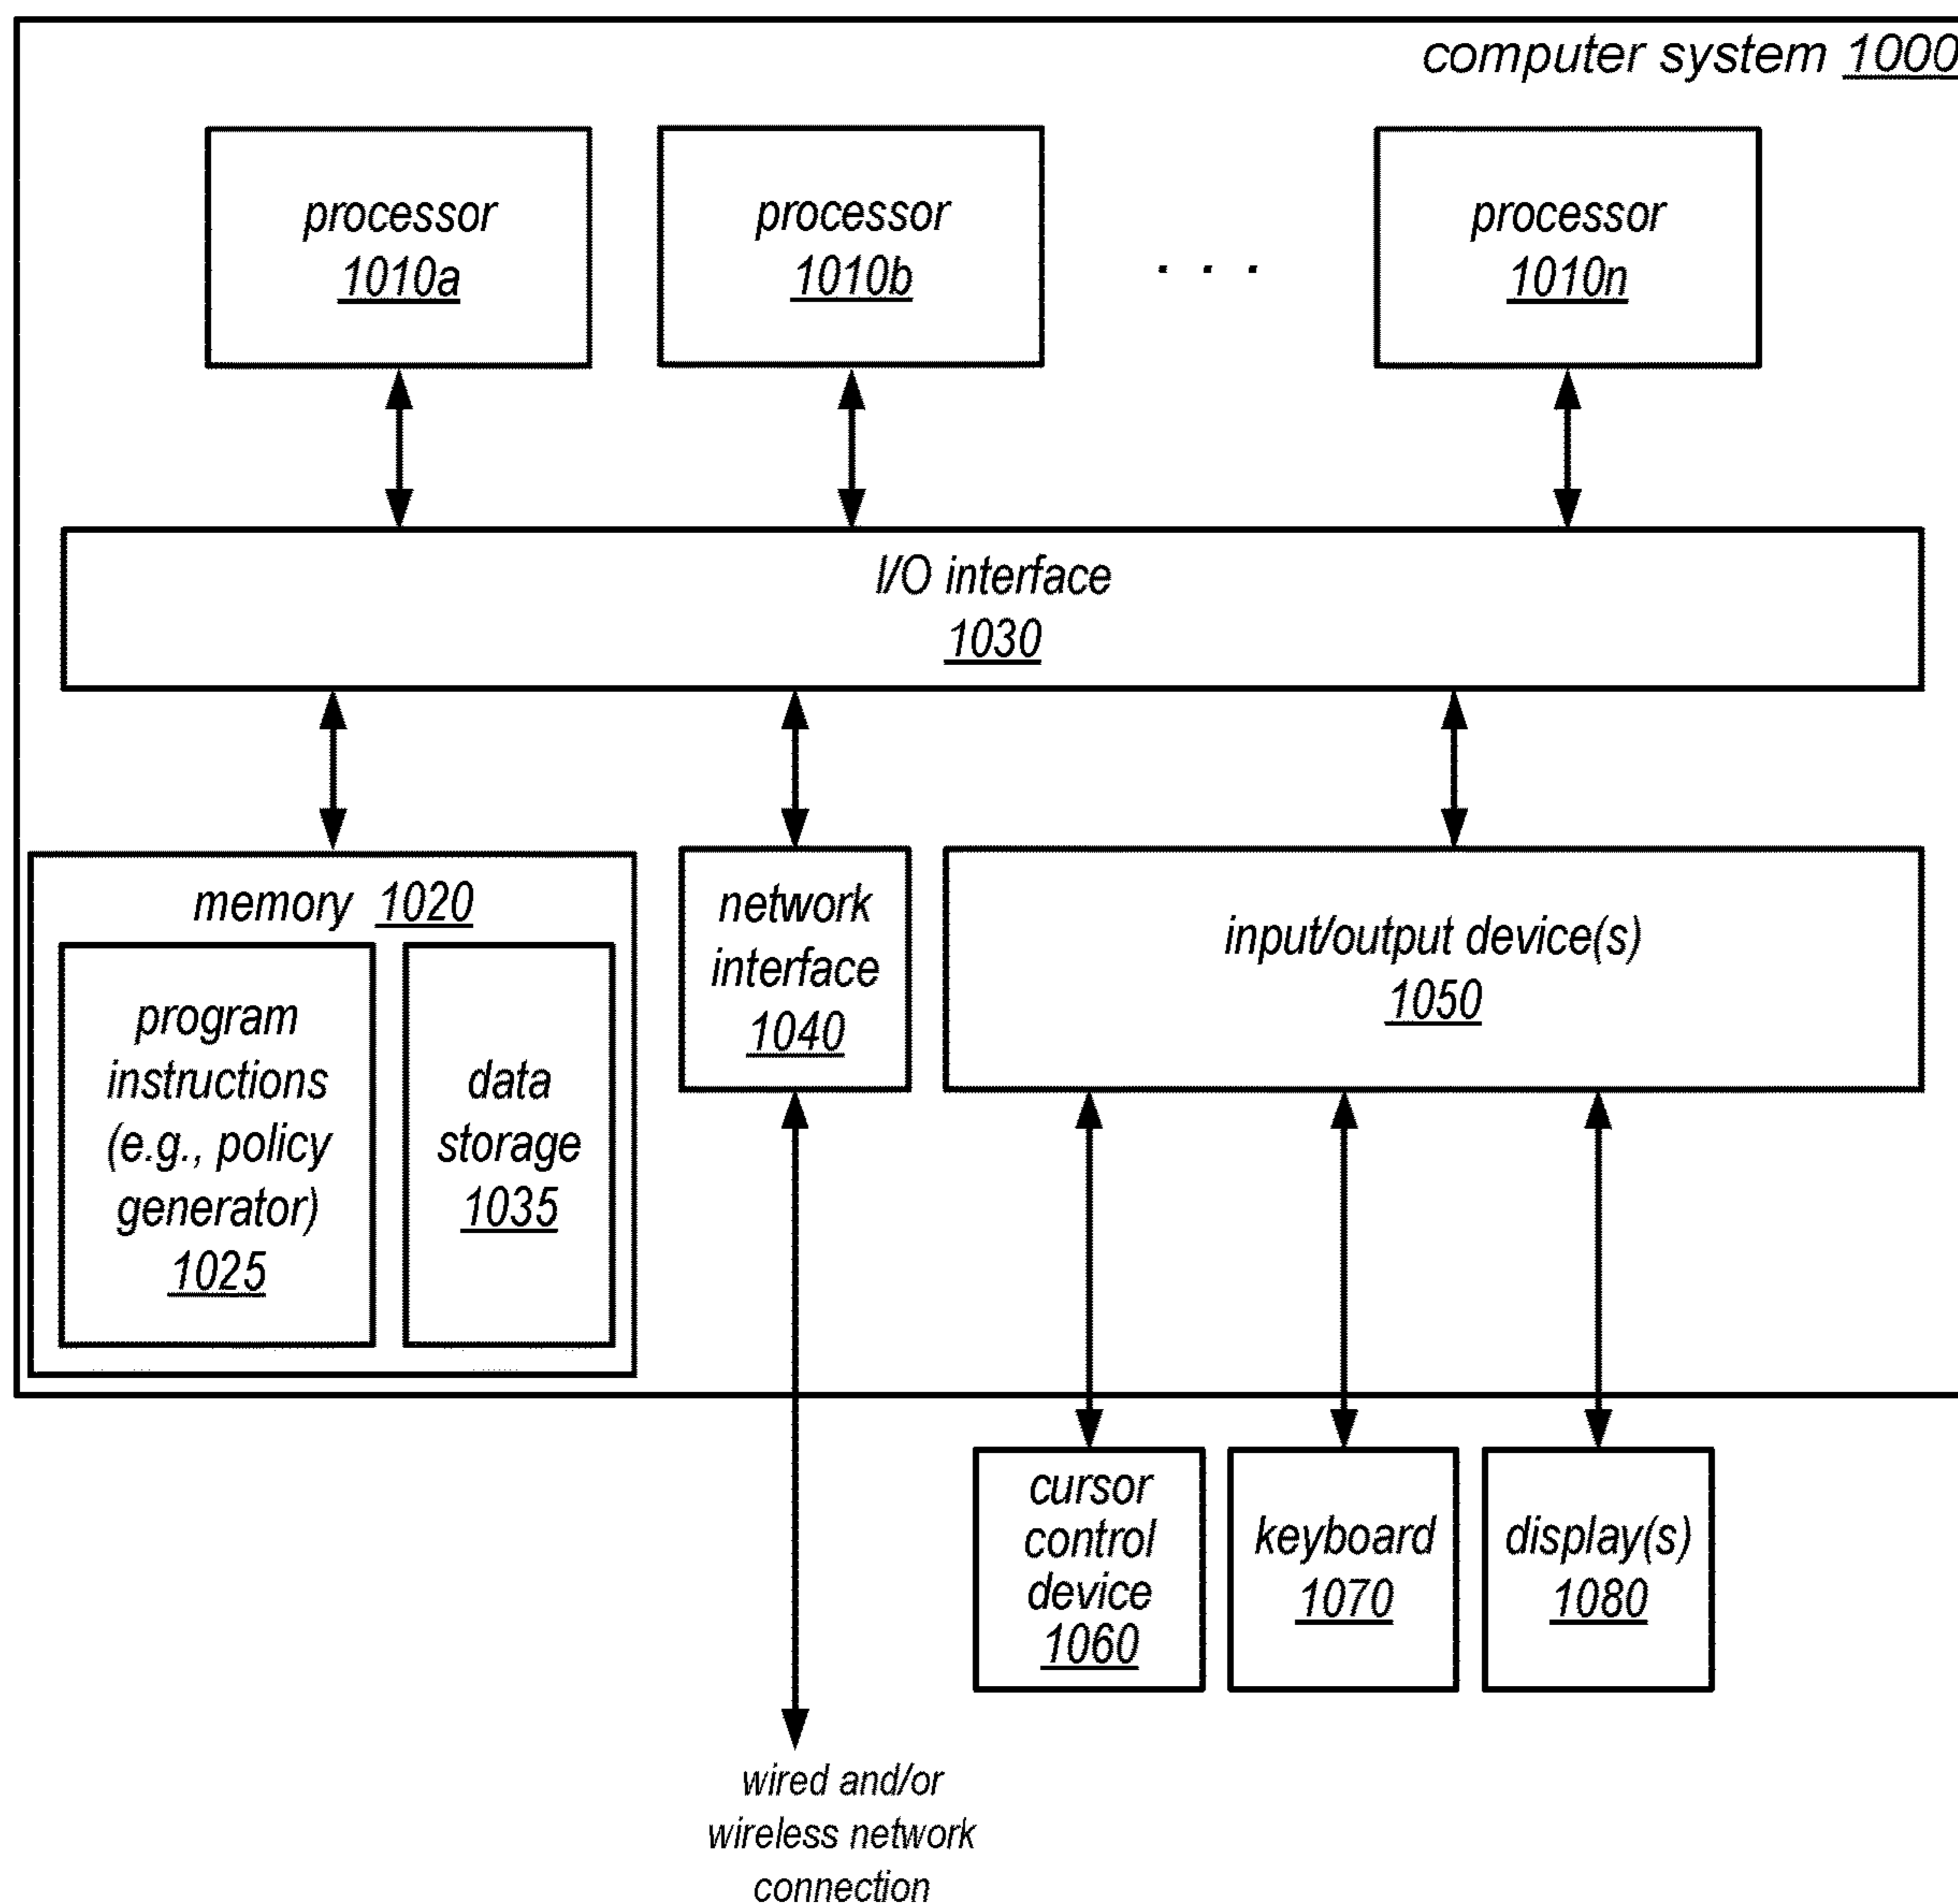 computer system 1000
processor
1010a
processor
1010b
. . .
processor
1010n
I/O interface
1030
memory 1020
program
instructions
(e.g., policy
generator)
1025
data
storage
1035
network
interface
1040
input/output device(s)
1050
cursor
control
device
1060
keyboard
1070
display(s)
1080
wired and/or
wireless network
connection